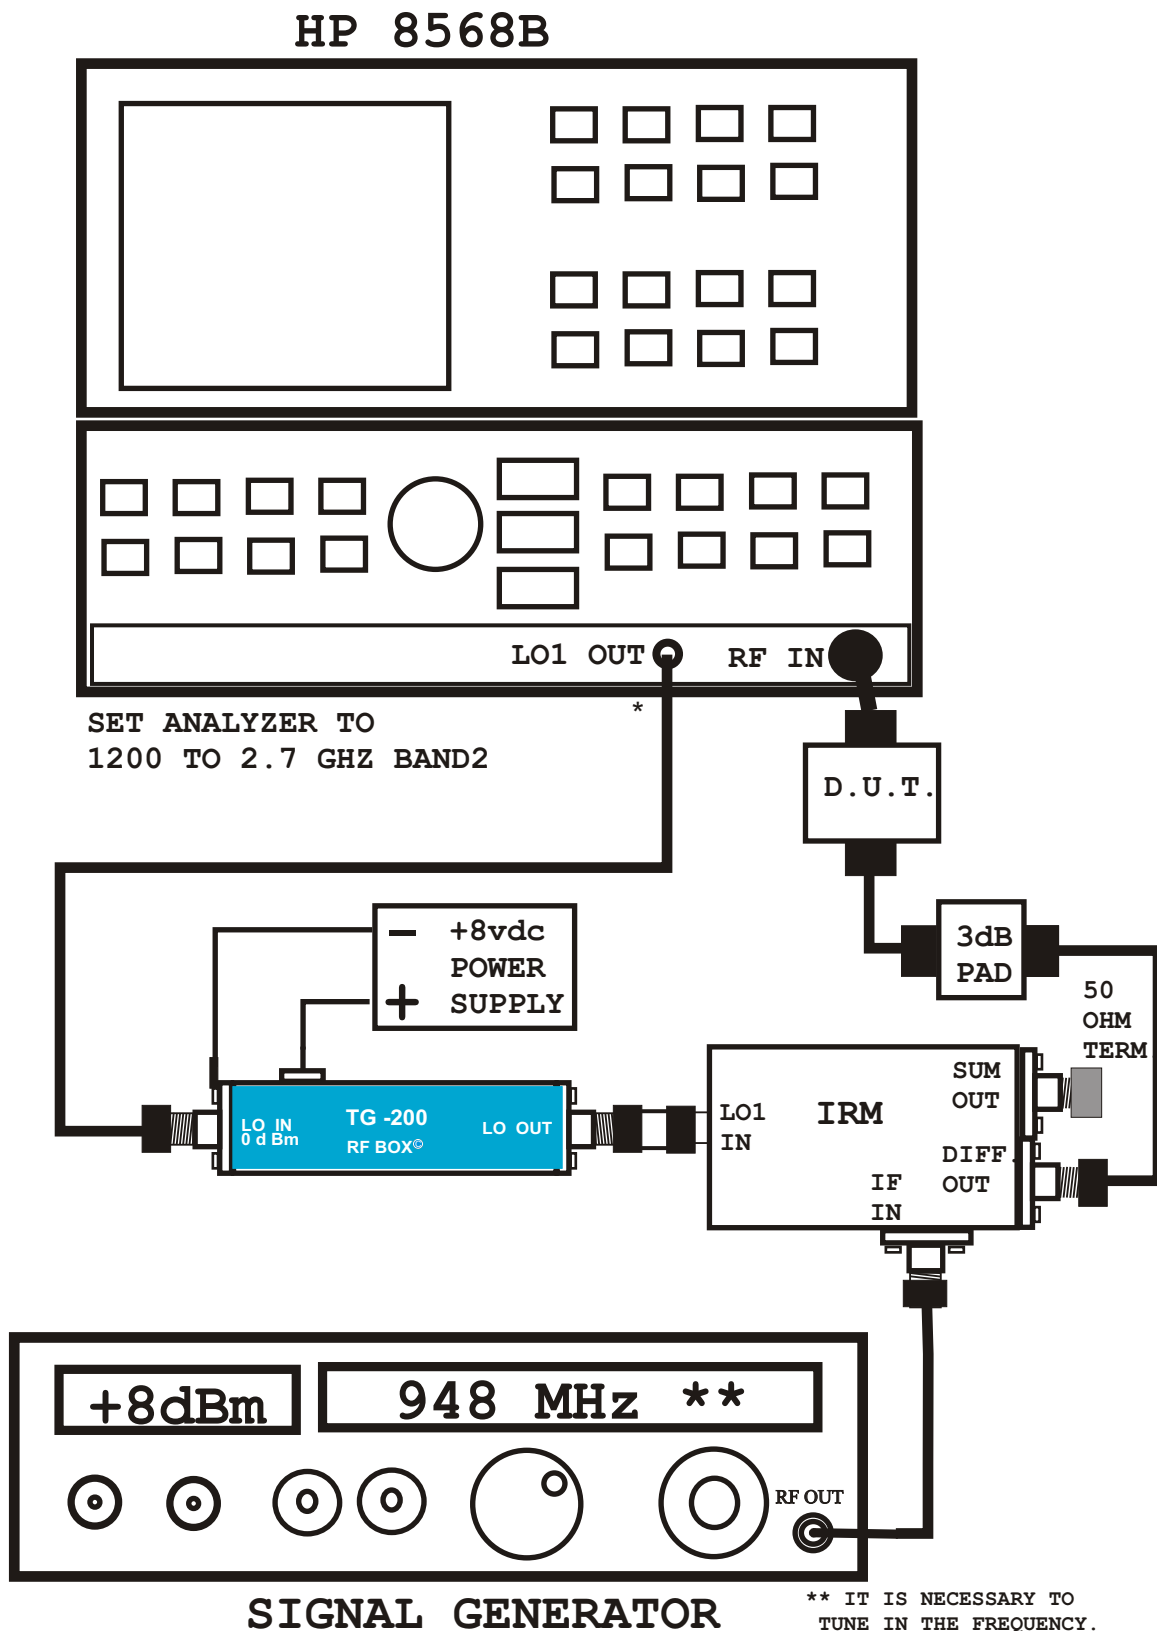 HP 8568B
LO1 OUT
RF IN
*
SET ANALYZER TO
1200 TO 2.7 GHZ BAND2
D.U.T.
3dB
PAD
50
OHM
TERM
− +8vdc
POWER
+ SUPPLY
LO IN
0 d Bm
TG -200
RF BOX©
LO OUT
LO1
IN
IRM
SUM
OUT
DIFF.
OUT
IF
IN
+8dBm
948 MHz **
RF OUT
SIGNAL GENERATOR
** IT IS NECESSARY TO
TUNE IN THE FREQUENCY.